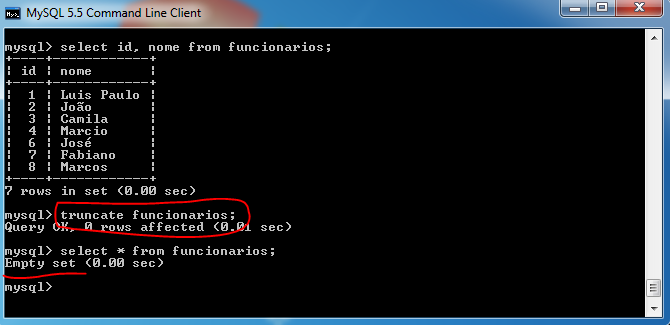 MySQL 5.5 Command Line Client
mysql> select id, nome from funcionarios;
+----+-------------+
| id | nome        |
+----+-------------+
|  1 | Luis Paulo  |
|  2 | João        |
|  3 | Camila      |
|  4 | Marcio      |
|  6 | José        |
|  7 | Fabiano     |
|  8 | Marcos      |
+----+-------------+
7 rows in set (0.00 sec)
mysql> truncate funcionarios;
Query OK, 0 rows affected (0.01 sec)
mysql> select * from funcionarios;
Empty set (0.00 sec)
mysql>